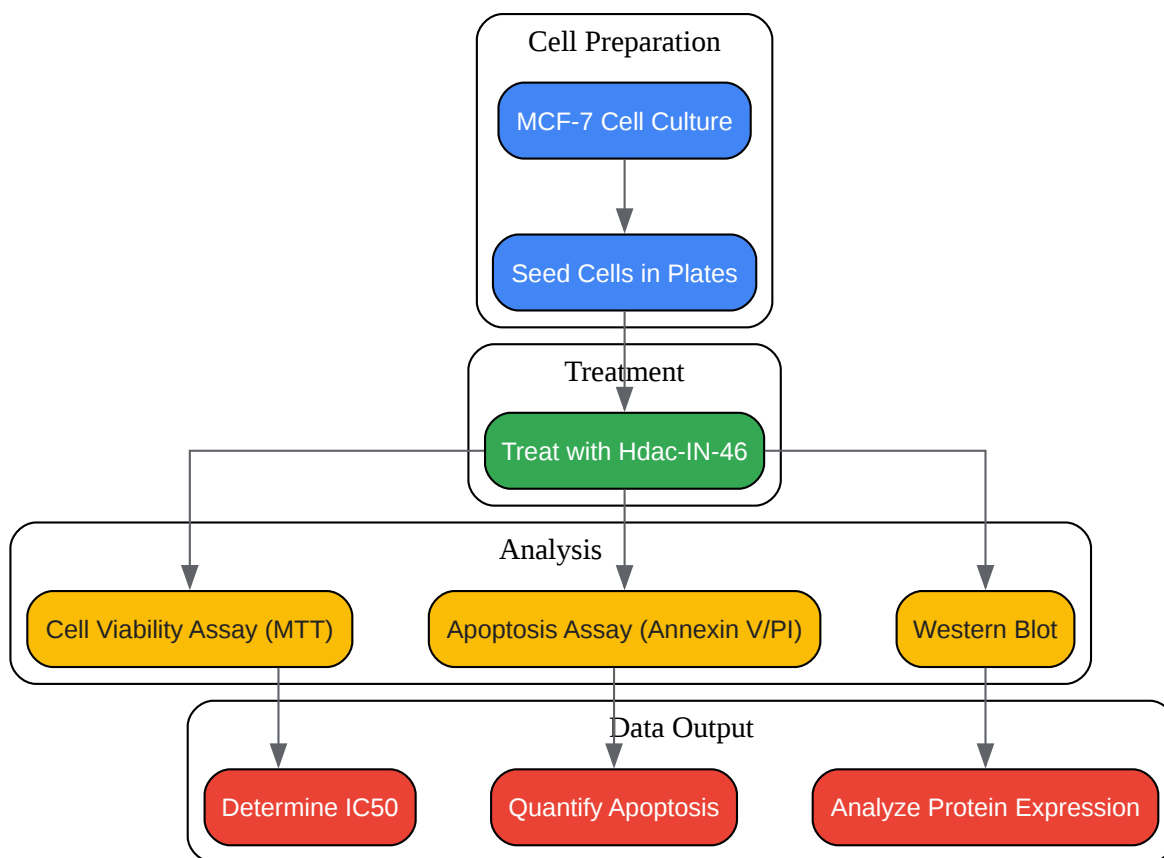 Cell Preparation
MCF-7 Cell Culture
Seed Cells in Plates
Treatment
Treat with Hdac-IN-46
Analysis
Cell Viability Assay (MTT)
Apoptosis Assay (Annexin V/PI)
Western Blot
Data Output
Determine IC50
Quantify Apoptosis
Analyze Protein Expression